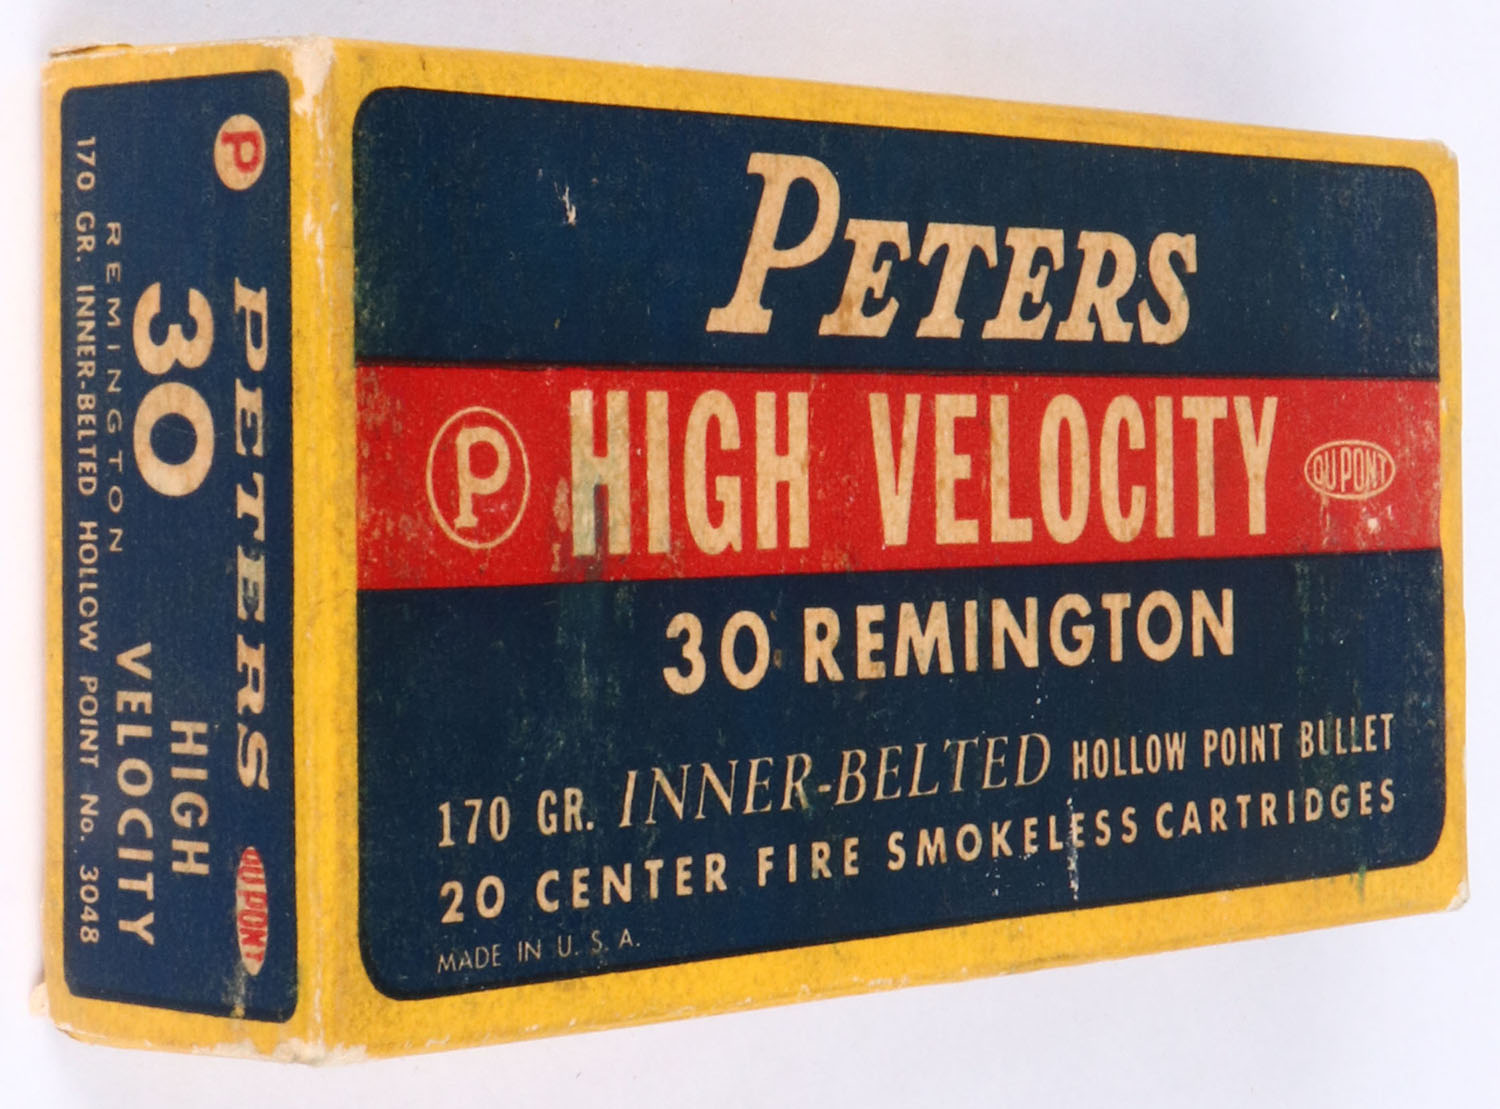 PETERS
P HIGH VELOCITY DU PONT
30 REMINGTON
170 GR. INNER-BELTED HOLLOW POINT BULLET
20 CENTER FIRE SMOKELESS CARTRIDGES
MADE IN U. S. A.
P PETERS DU PONT
30 HIGH
REMINGTON VELOCITY
170 GR. INNER-BELTED HOLLOW POINT No. 3048